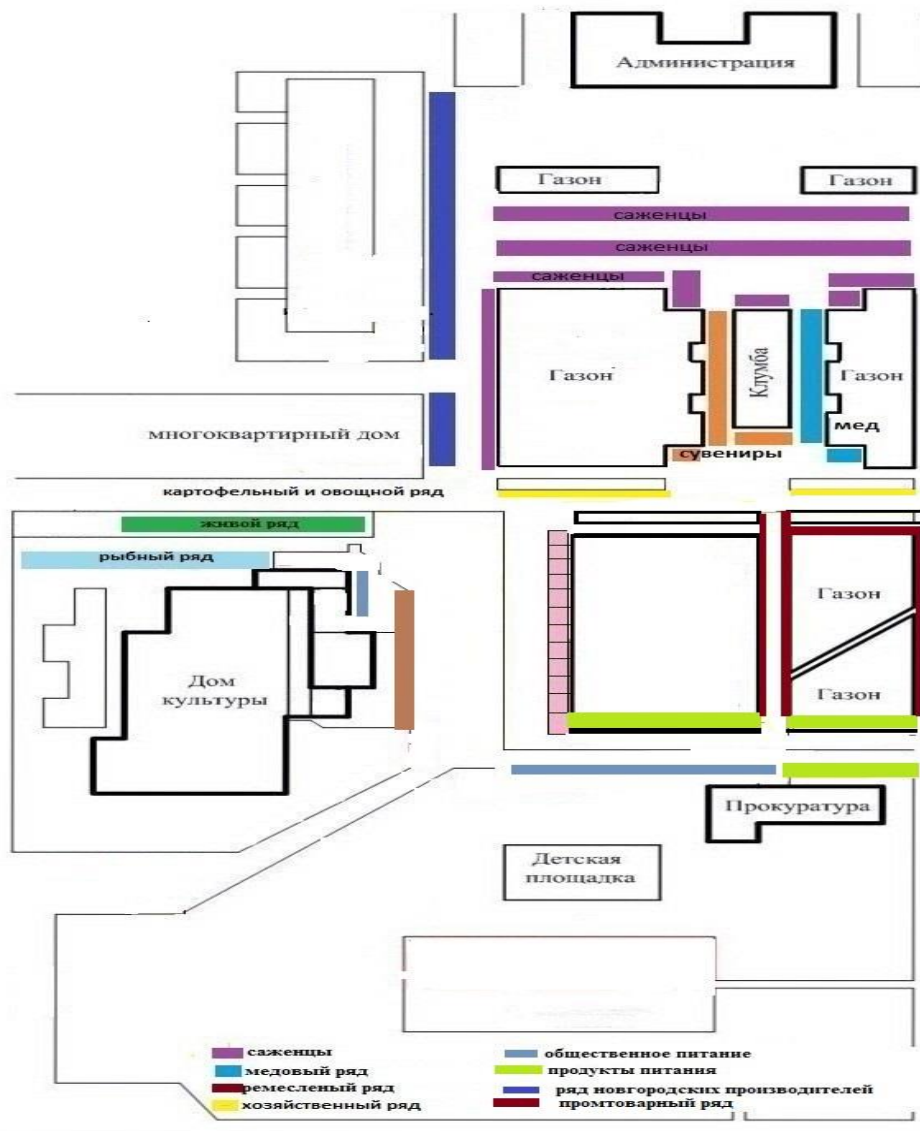 Администрация
Газон
Газон
саженцы
саженцы
саженцы
Газон
Клумба
Газон
мед
многоквартирный дом
сувениры
картофельный и овощной ряд
живой ряд
рыбный ряд
Газон
Дом
культуры
Газон
Прокуратура
Детская
площадка
саженцы
общественное питание
медовый ряд
продукты питания
ремесленый ряд
ряд новгородских производителей
хозяйственный ряд
промтоварный ряд